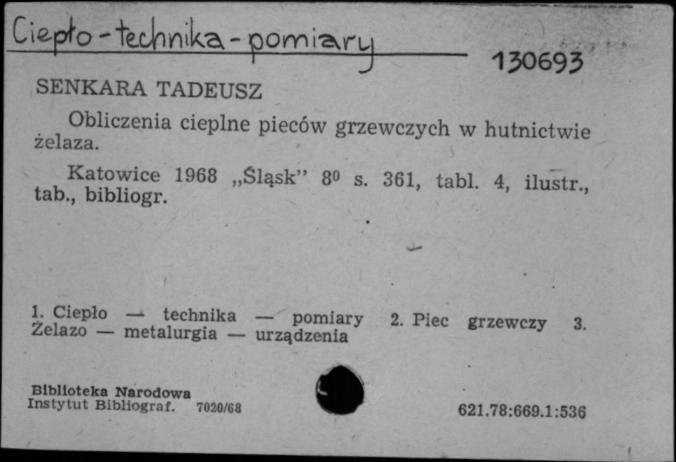 Ciepło-technika-pomiary
130693
SENKARA TADEUSZ
Obliczenia cieplne pieców grzewczych w hutnictwie
żelaza.
Katowice 1968 „Śląsk” 8⁰ s. 361, tabl. 4, ilustr.,
tab., bibliogr.
1. Ciepło — technika — pomiary 2. Piec grzewczy 3.
Żelazo — metalurgia — urządzenia
Biblioteka Narodowa
Instytut Bibliograf. 7020/68
621.78:669.1:536